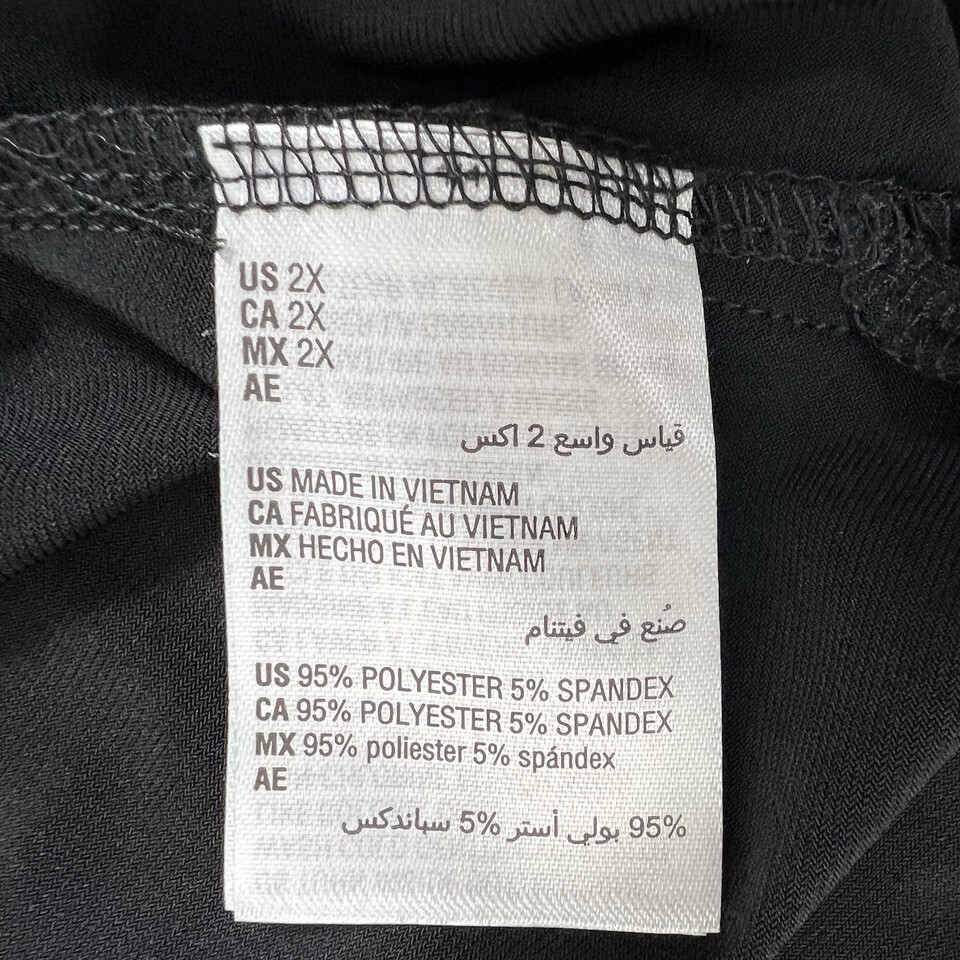 US 2X
CA 2X
MX 2X
AE
قياس واسع 2 اكس
US MADE IN VIETNAM
CA FABRIQUÉ AU VIETNAM
MX HECHO EN VIETNAM
AE
صُنع في فيتنام
US 95% POLYESTER 5% SPANDEX
CA 95% POLYESTER 5% SPANDEX
MX 95% poliester 5% spándex
AE
95% بولي أستر 5% سباندكس